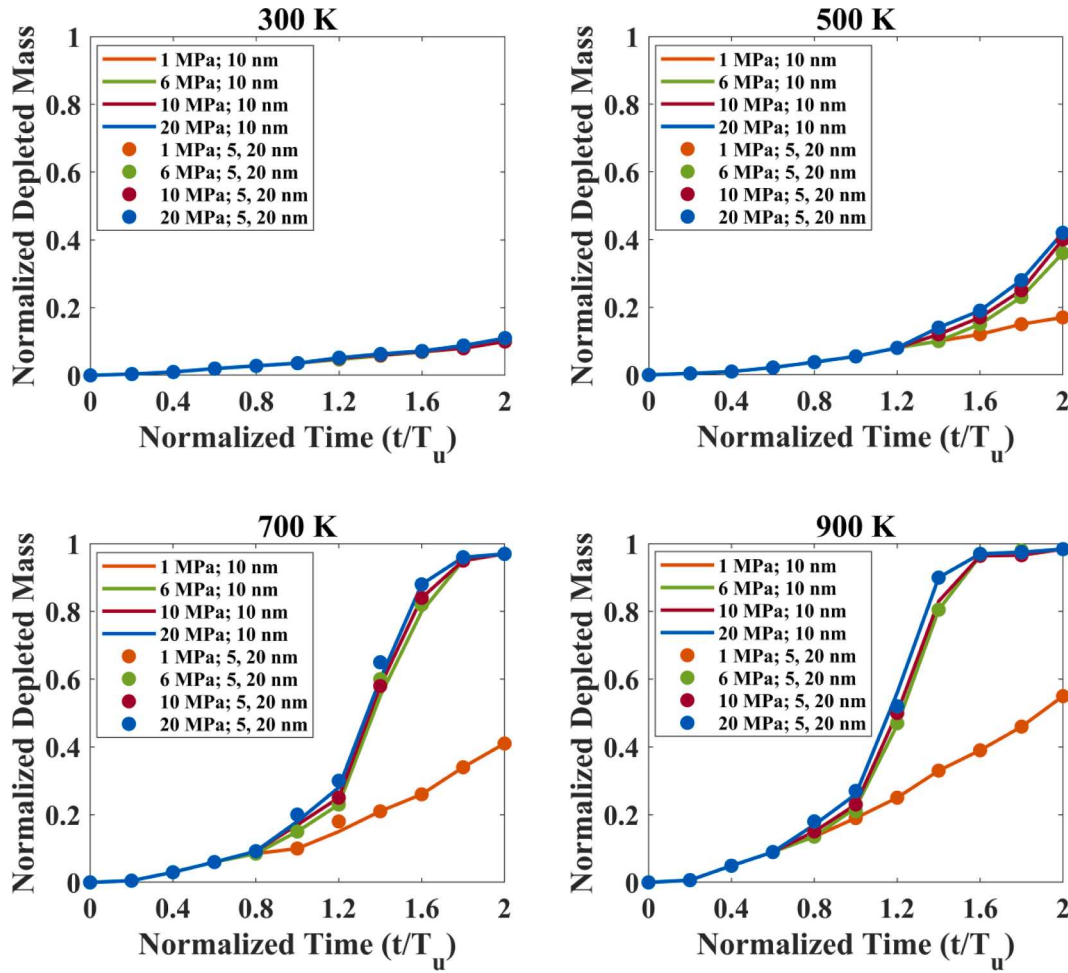 300 K
Normalized Depleted Mass
1
0.8
0.6
0.4
0.2
0
1 MPa; 10 nm
6 MPa; 10 nm
10 MPa; 10 nm
20 MPa; 10 nm
1 MPa; 5, 20 nm
6 MPa; 5, 20 nm
10 MPa; 5, 20 nm
20 MPa; 5, 20 nm
0 0.4 0.8 1.2 1.6 2
Normalized Time (t/T_u)
500 K
Normalized Depleted Mass
1
0.8
0.6
0.4
0.2
0
1 MPa; 10 nm
6 MPa; 10 nm
10 MPa; 10 nm
20 MPa; 10 nm
1 MPa; 5, 20 nm
6 MPa; 5, 20 nm
10 MPa; 5, 20 nm
20 MPa; 5, 20 nm
0 0.4 0.8 1.2 1.6 2
Normalized Time (t/T_u)
700 K
Normalized Depleted Mass
1
0.8
0.6
0.4
0.2
0
1 MPa; 10 nm
6 MPa; 10 nm
10 MPa; 10 nm
20 MPa; 10 nm
1 MPa; 5, 20 nm
6 MPa; 5, 20 nm
10 MPa; 5, 20 nm
20 MPa; 5, 20 nm
0 0.4 0.8 1.2 1.6 2
Normalized Time (t/T_u)
900 K
Normalized Depleted Mass
1
0.8
0.6
0.4
0.2
0
1 MPa; 10 nm
6 MPa; 10 nm
10 MPa; 10 nm
20 MPa; 10 nm
1 MPa; 5, 20 nm
6 MPa; 5, 20 nm
10 MPa; 5, 20 nm
20 MPa; 5, 20 nm
0 0.4 0.8 1.2 1.6 2
Normalized Time (t/T_u)